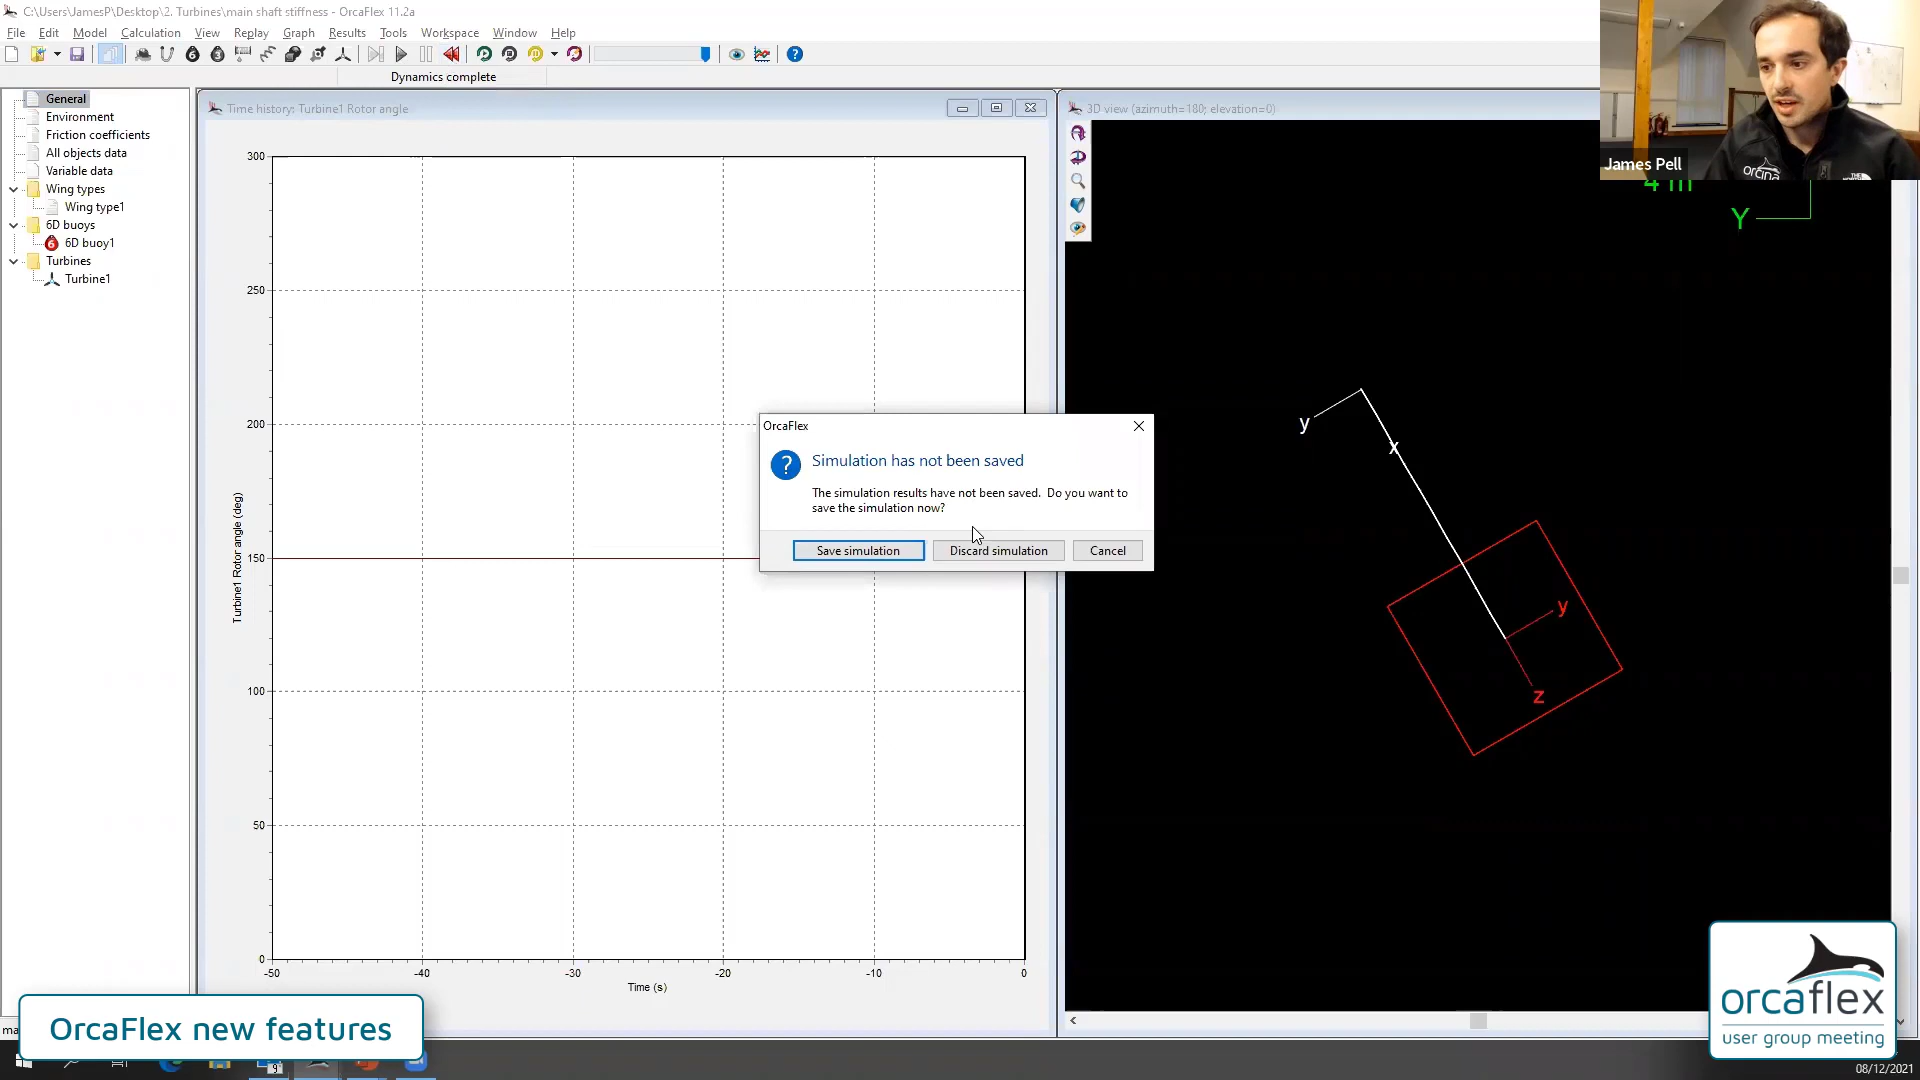 C:\Users\JamesP\Desktop\2. Turbines\main shaft stiffness - OrcaFlex 11.2a
File Edit Model Calculation View Replay Graph Results Tools Workspace Window Help
Dynamics complete
General
Environment
Friction coefficients
All objects data
Variable data
Wing types
Wing type1
6D buoys
6
6D buoy1
Turbines
Turbine1
Time history: Turbine1 Rotor angle
300
250
200
150
100
50
0
Turbine1 Rotor angle (deg)
-50 -40 -30 -20 -10 0
Time (s)
3D view (azimuth=180; elevation=0)
4 m
Y
y
x
y
z
OrcaFlex
Simulation has not been saved
The simulation results have not been saved. Do you want to
save the simulation now?
Save simulation Discard simulation Cancel
James Pell
orcina
OrcaFlex new features
orcaflex
user group meeting
08/12/2021